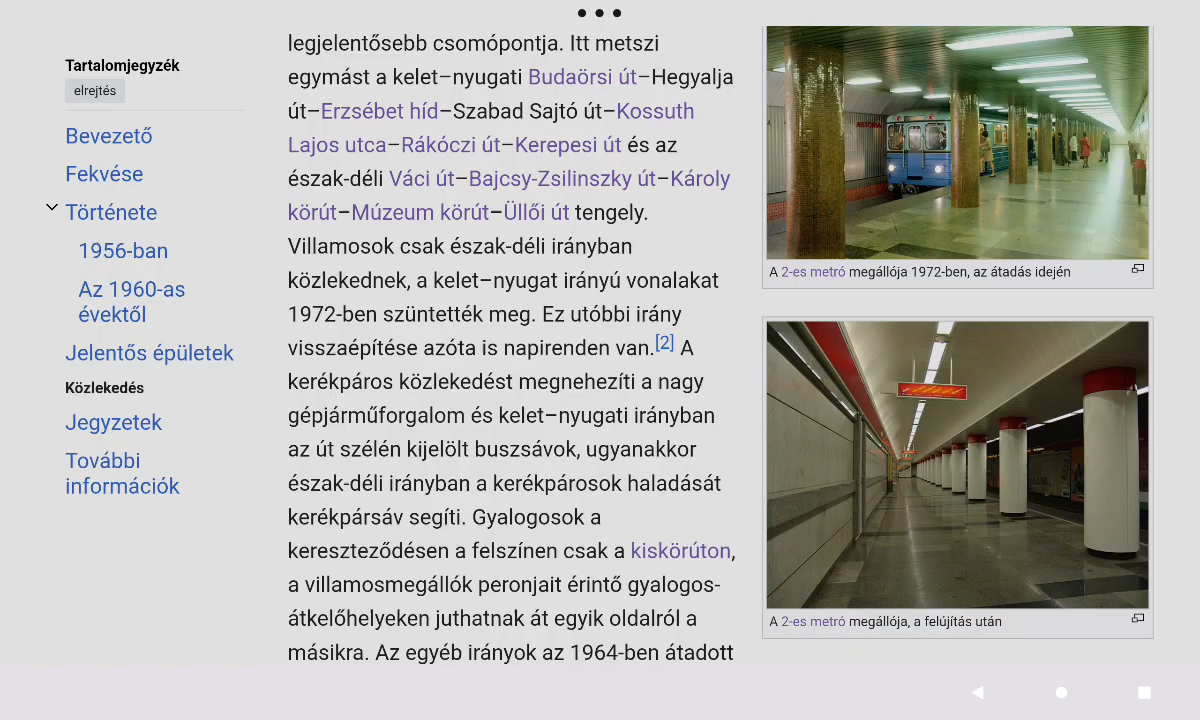 Tartalomjegyzék
elrejtés
Bevezető
Fekvése
Története
1956-ban
Az 1960-as
évektől
Jelentős épületek
Közlekedés
Jegyzetek
További
információk
legjelentősebb csomópontja. Itt metszi
egymást a kelet–nyugati Budaörsi út–Hegyalja
út–Erzsébet híd–Szabad Sajtó út–Kossuth
Lajos utca–Rákóczi út–Kerepesi út és az
észak-déli Váci út–Bajcsy-Zsilinszky út–Károly
körút–Múzeum körút–Üllői út tengely.
Villamosok csak észak-déli irányban
közlekednek, a kelet–nyugat irányú vonalakat
1972-ben szüntették meg. Ez utóbbi irány
visszaépítése azóta is napirenden van.[2] A
kerékpáros közlekedést megnehezíti a nagy
gépjárműforgalom és kelet–nyugati irányban
az út szélén kijelölt buszsávok, ugyanakkor
észak-déli irányban a kerékpárosok haladását
kerékpársáv segíti. Gyalogosok a
kereszteződésen a felszínen csak a kiskörúton,
a villamosmegállók peronjait érintő gyalogos-
átkelőhelyeken juthatnak át egyik oldalról a
másikra. Az egyéb irányok az 1964-ben átadott
ASTORIA
A 2-es metró megállója 1972-ben, az átadás idején
A 2-es metró megállója, a felújítás után